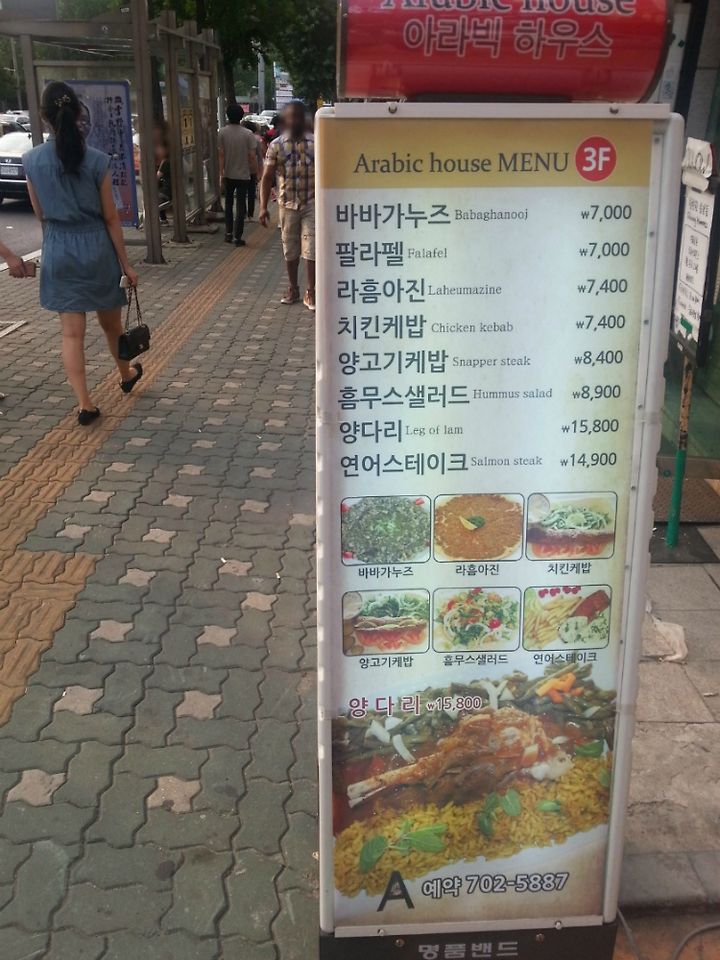 Arabic house
아라빅 하우스
Arabic house MENU 3F
바바가누즈 Babaghanooj ₩7,000
팔라펠 Falafel ₩7,000
라흠아진 Laheumazine ₩7,400
치킨케밥 Chicken kebab ₩7,400
양고기케밥 Snapper steak ₩8,400
흠무스샐러드 Hummus salad ₩8,900
양다리 Leg of lam ₩15,800
연어스테이크 Salmon steak ₩14,900
바바가누즈 라흠아진 치킨케밥
양고기케밥 흠무스샐러드 연어스테이크
양다리 ₩15,800
A 예약 702-5887
명품밴드